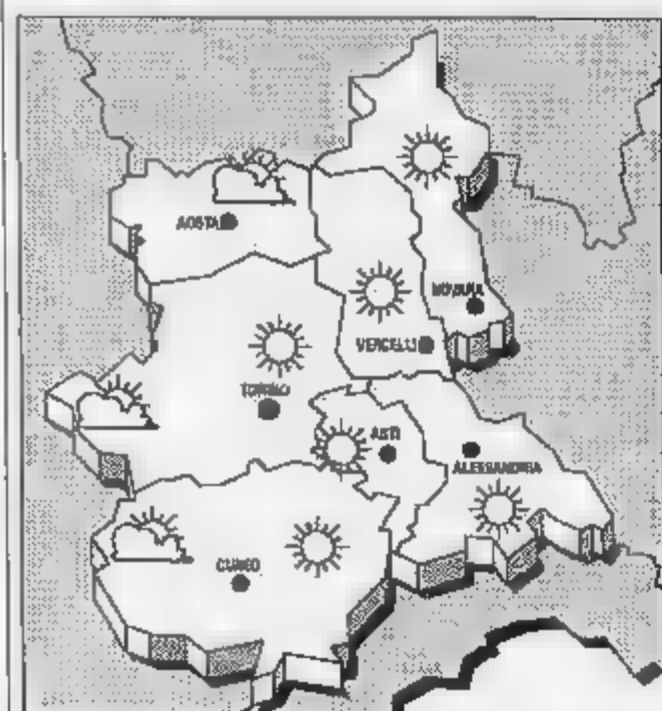 AOSTA
NOVARA
VERCELLI
TORINO
ASTI
ALESSANDRIA
CUNEO